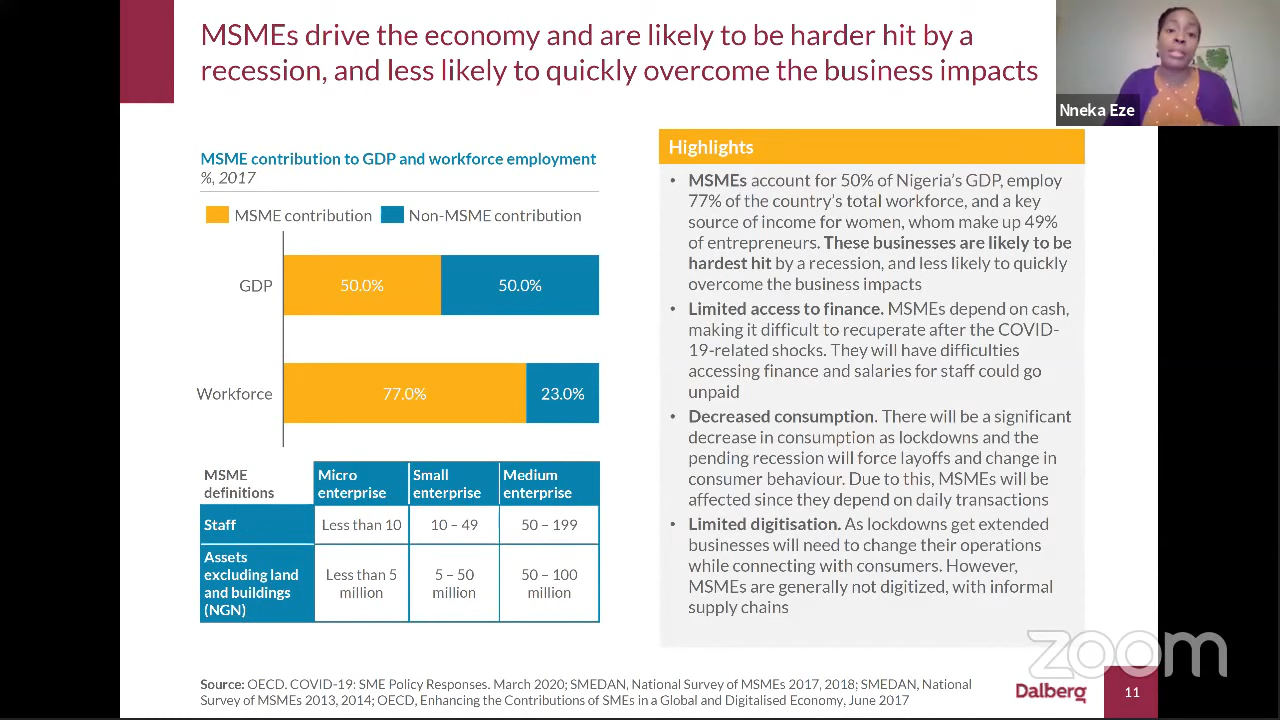 MSMEs drive the economy and are likely to be harder hit by a
recession, and less likely to quickly overcome the business impacts
Nneka Eze
MSME contribution to GDP and workforce employment
%, 2017
MSME contribution
Non-MSME contribution
GDP
50.0%
50.0%
Workforce
77.0%
23.0%
MSME
definitions
Micro
enterprise
Small
enterprise
Medium
enterprise
Staff
Less than 10
10 – 49
50 – 199
Assets
excluding land
and buildings
(NGN)
Less than 5
million
5 – 50
million
50 – 100
million
Highlights
• MSMEs account for 50% of Nigeria's GDP, employ
77% of the country's total workforce, and a key
source of income for women, whom make up 49%
of entrepreneurs. These businesses are likely to be
hardest hit by a recession, and less likely to quickly
overcome the business impacts
• Limited access to finance. MSMEs depend on cash,
making it difficult to recuperate after the COVID-
19-related shocks. They will have difficulties
accessing finance and salaries for staff could go
unpaid
• Decreased consumption. There will be a significant
decrease in consumption as lockdowns and the
pending recession will force layoffs and change in
consumer behaviour. Due to this, MSMEs will be
affected since they depend on daily transactions
• Limited digitisation. As lockdowns get extended
businesses will need to change their operations
while connecting with consumers. However,
MSMEs are generally not digitized, with informal
supply chains
zoom
Source: OECD. COVID-19: SME Policy Responses. March 2020; SMEDAN, National Survey of MSMEs 2017, 2018; SMEDAN, National
Survey of MSMEs 2013, 2014; OECD, Enhancing the Contributions of SMEs in a Global and Digitalised Economy, June 2017
Dalberg
11